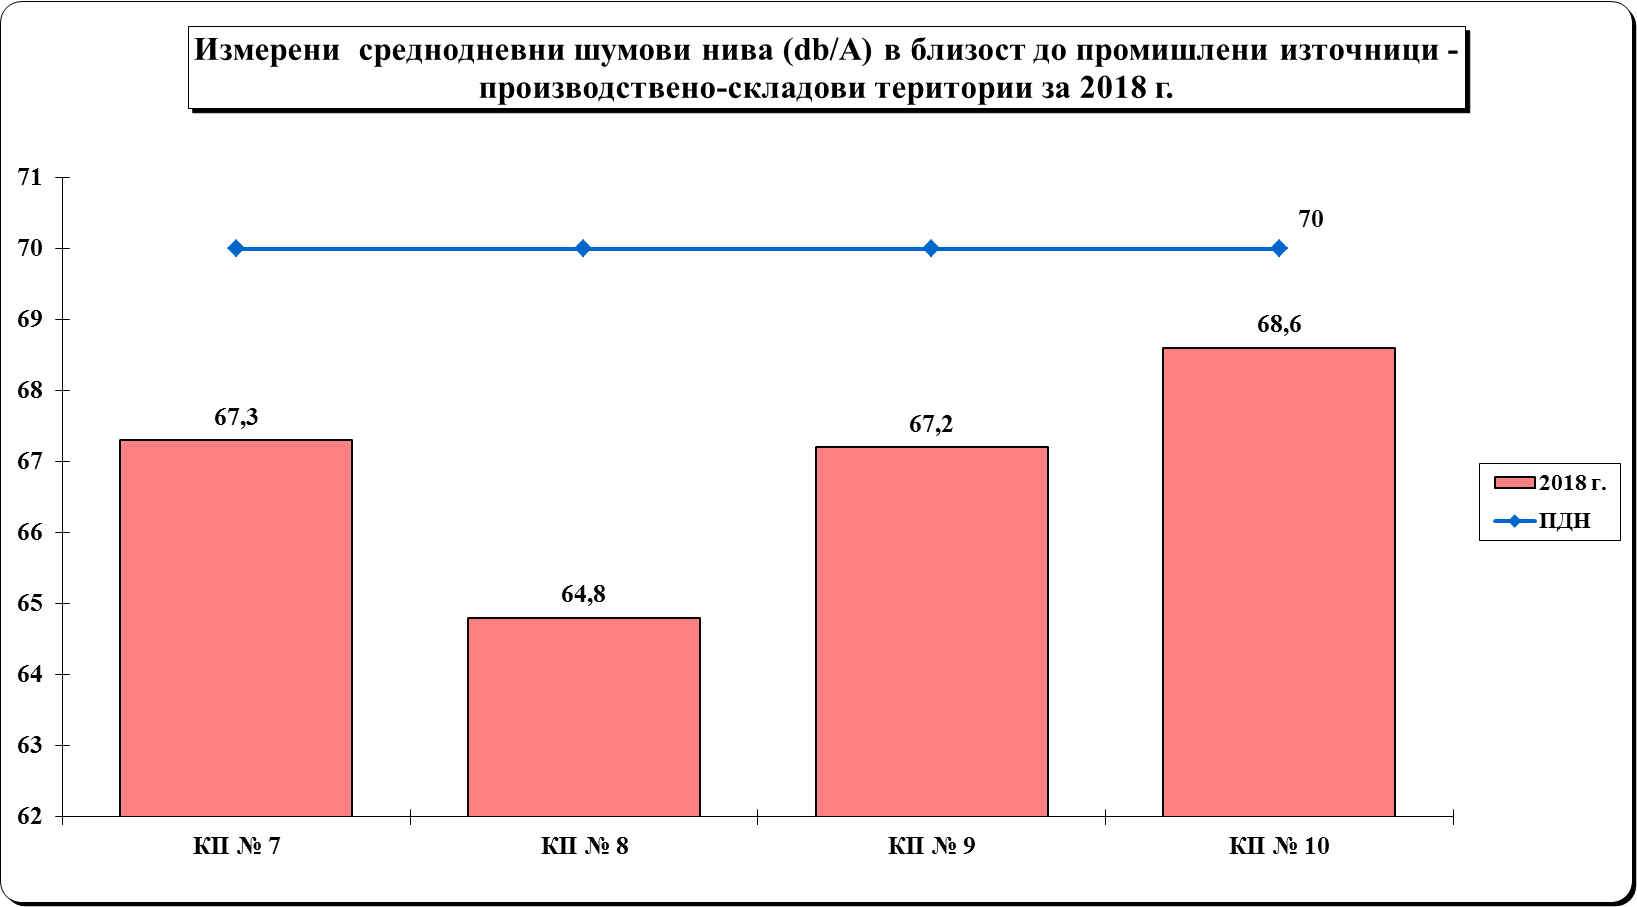 Измерени  среднодневни шумови нива (db/A) в близост до промишлени източници -
производствено-складови територии за 2018 г.
71
70
69
68
67
66
65
64
63
62
70
67,3
64,8
67,2
68,6
КП № 7
КП № 8
КП № 9
КП № 10
2018 г.
ПДН